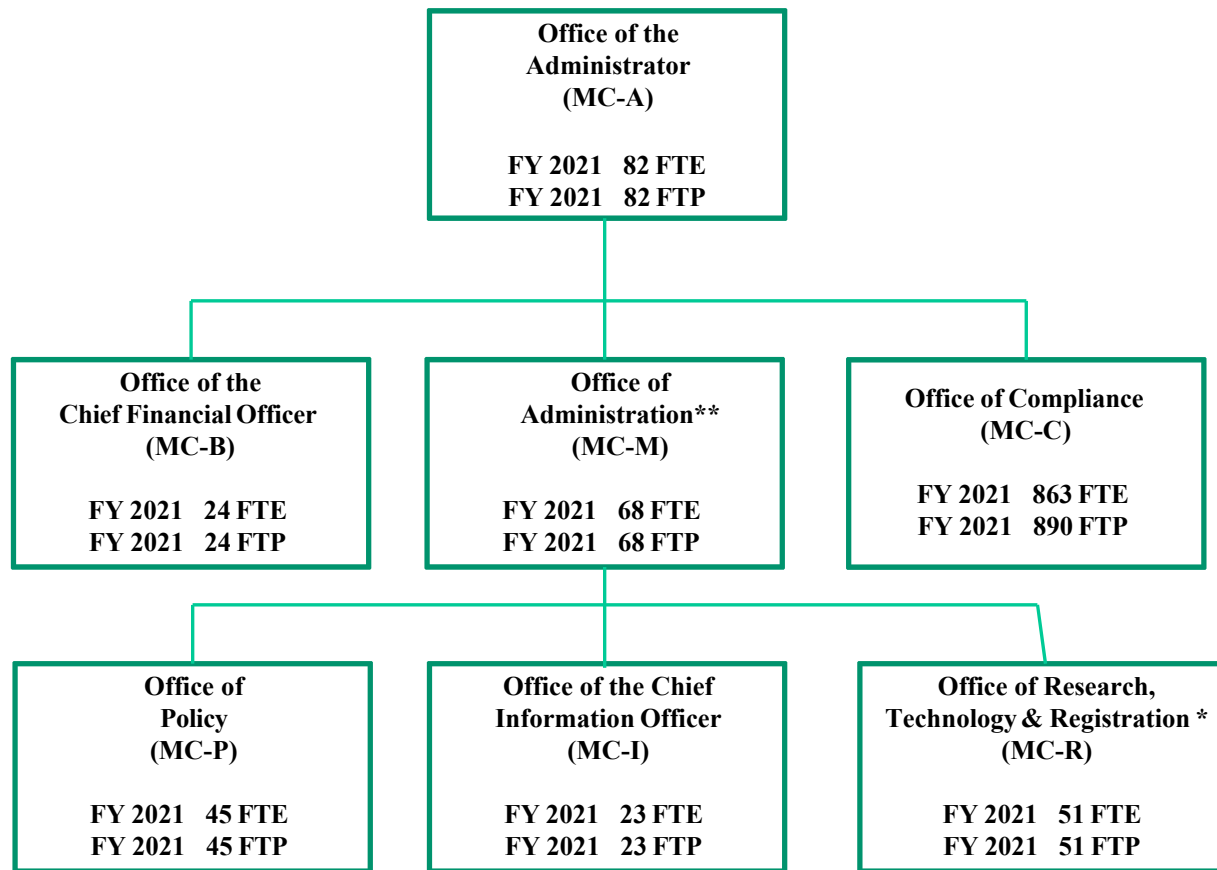 Office of the
Administrator
(MC-A)
FY 2021 82 FTE
FY 2021 82 FTP
Office of the
Chief Financial Officer
(MC-B)
FY 2021 24 FTE
FY 2021 24 FTP
Office of
Administration**
(MC-M)
FY 2021 68 FTE
FY 2021 68 FTP
Office of Compliance
(MC-C)
FY 2021 863 FTE
FY 2021 890 FTP
Office of
Policy
(MC-P)
FY 2021 45 FTE
FY 2021 45 FTP
Office of the Chief
Information Officer
(MC-I)
FY 2021 23 FTE
FY 2021 23 FTP
Office of Research,
Technology & Registration *
(MC-R)
FY 2021 51 FTE
FY 2021 51 FTP